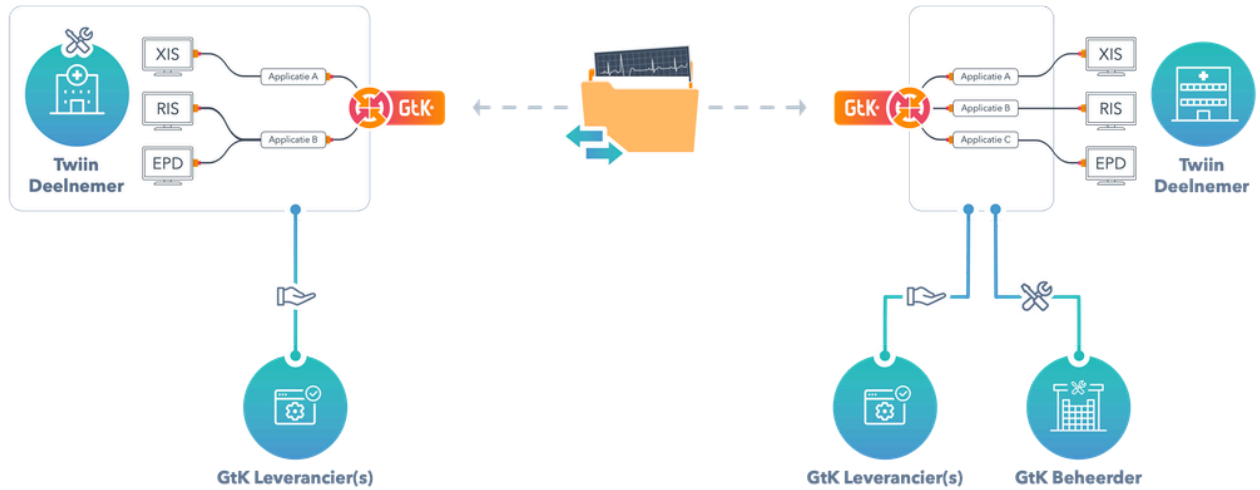 XIS
RIS
EPD
Applicatie A
Applicatie B
GtK
Twiin
Deelnemer
GtK
Applicatie A
Applicatie B
Applicatie C
XIS
RIS
EPD
Twiin
Deelnemer
GtK Leverancier(s)
GtK Leverancier(s)
GtK Beheerder